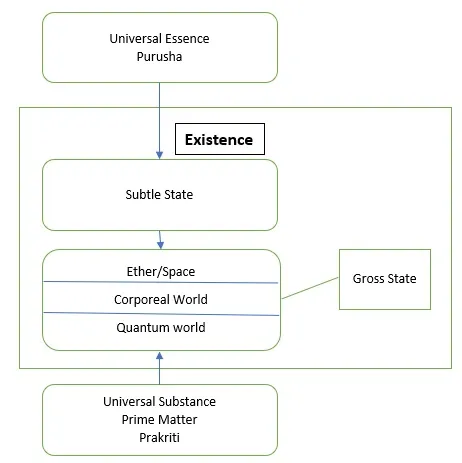 Universal Essence
Purusha
Existence
Subtle State
Ether/Space
Corporeal World
Quantum world
Gross State
Universal Substance
Prime Matter
Prakriti